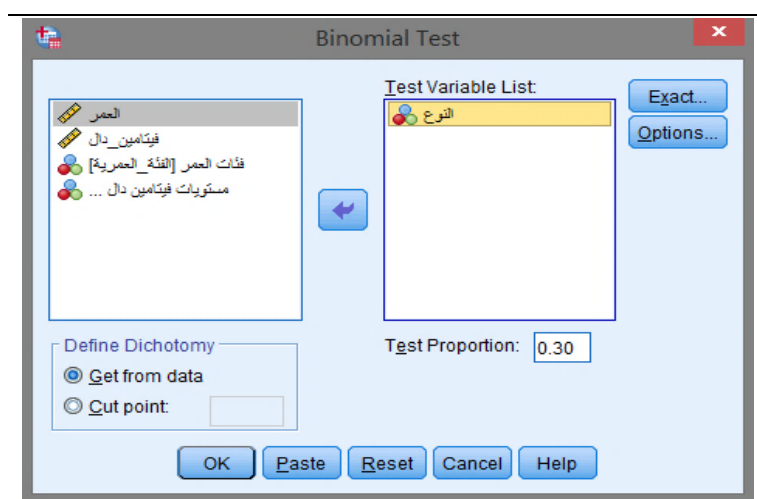 Binomial Test
Test Variable List:
العمر
فيتامين_دال
فئات العمر [الفئة_العمرية]
مستويات فيتامين دال ...
النوع
Exact...
Options...
Define Dichotomy
Get from data
Cut point:
Test Proportion: 0.30
OK Paste Reset Cancel Help